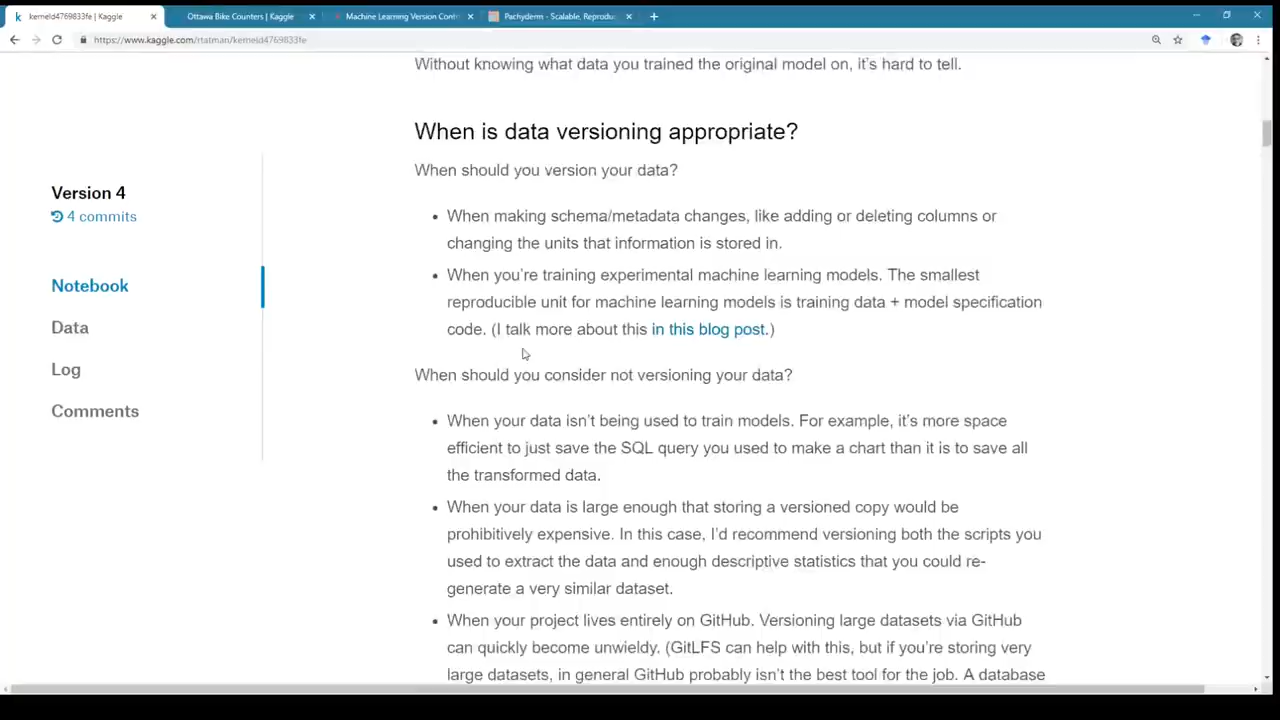 kerneld4769833fe | Kaggle
Ottawa Bike Counters | Kaggle
Machine Learning Version Contr
Pachyderm - Scalable, Reprodu
https://www.kaggle.com/rtatman/kerneld4769833fe
Without knowing what data you trained the original model on, it's hard to tell.
When is data versioning appropriate?
When should you version your data?
Version 4
4 commits
When making schema/metadata changes, like adding or deleting columns or
changing the units that information is stored in.
Notebook
When you're training experimental machine learning models. The smallest
reproducible unit for machine learning models is training data + model specification
code. (I talk more about this in this blog post.)
Data
Log
When should you consider not versioning your data?
Comments
When your data isn't being used to train models. For example, it's more space
efficient to just save the SQL query you used to make a chart than it is to save all
the transformed data.
When your data is large enough that storing a versioned copy would be
prohibitively expensive. In this case, I'd recommend versioning both the scripts you
used to extract the data and enough descriptive statistics that you could re-
generate a very similar dataset.
When your project lives entirely on GitHub. Versioning large datasets via GitHub
can quickly become unwieldy. (GitLFS can help with this, but if you're storing very
large datasets, in general GitHub probably isn't the best tool for the job. A database